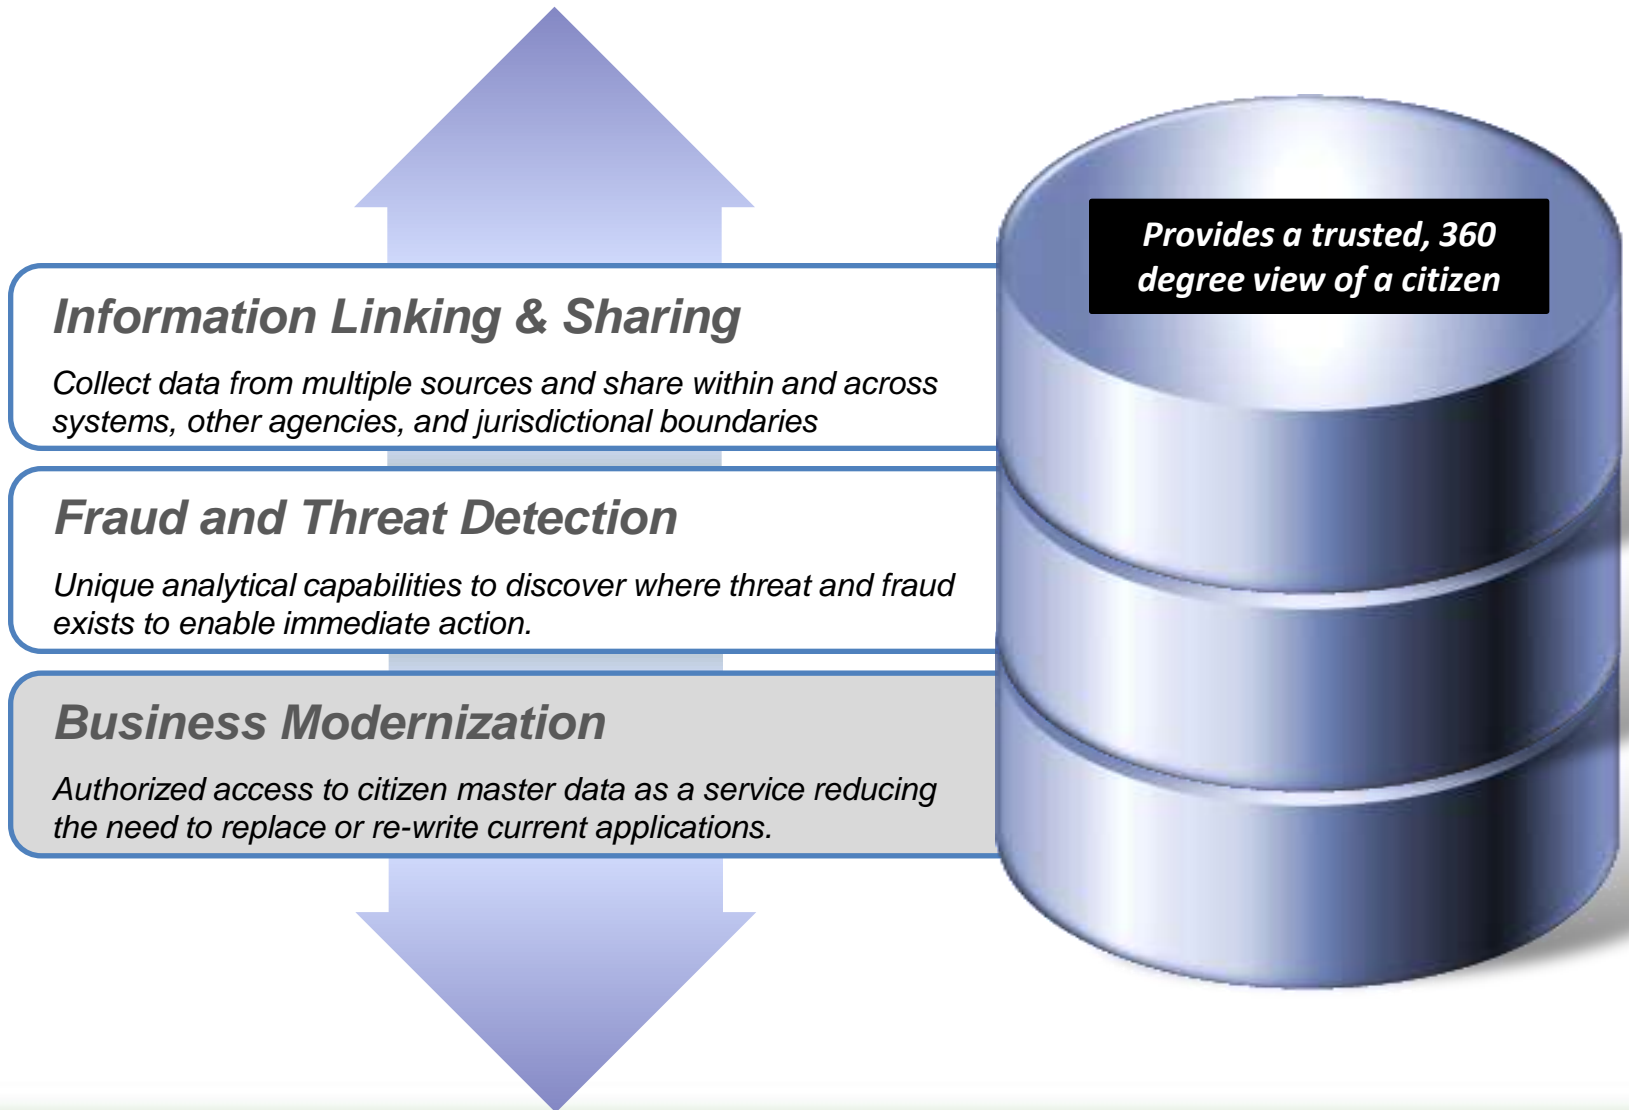 Provides a trusted, 360
degree view of a citizen
Information Linking & Sharing
Collect data from multiple sources and share within and across
systems, other agencies, and jurisdictional boundaries
Fraud and Threat Detection
Unique analytical capabilities to discover where threat and fraud
exists to enable immediate action.
Business Modernization
Authorized access to citizen master data as a service reducing
the need to replace or re-write current applications.